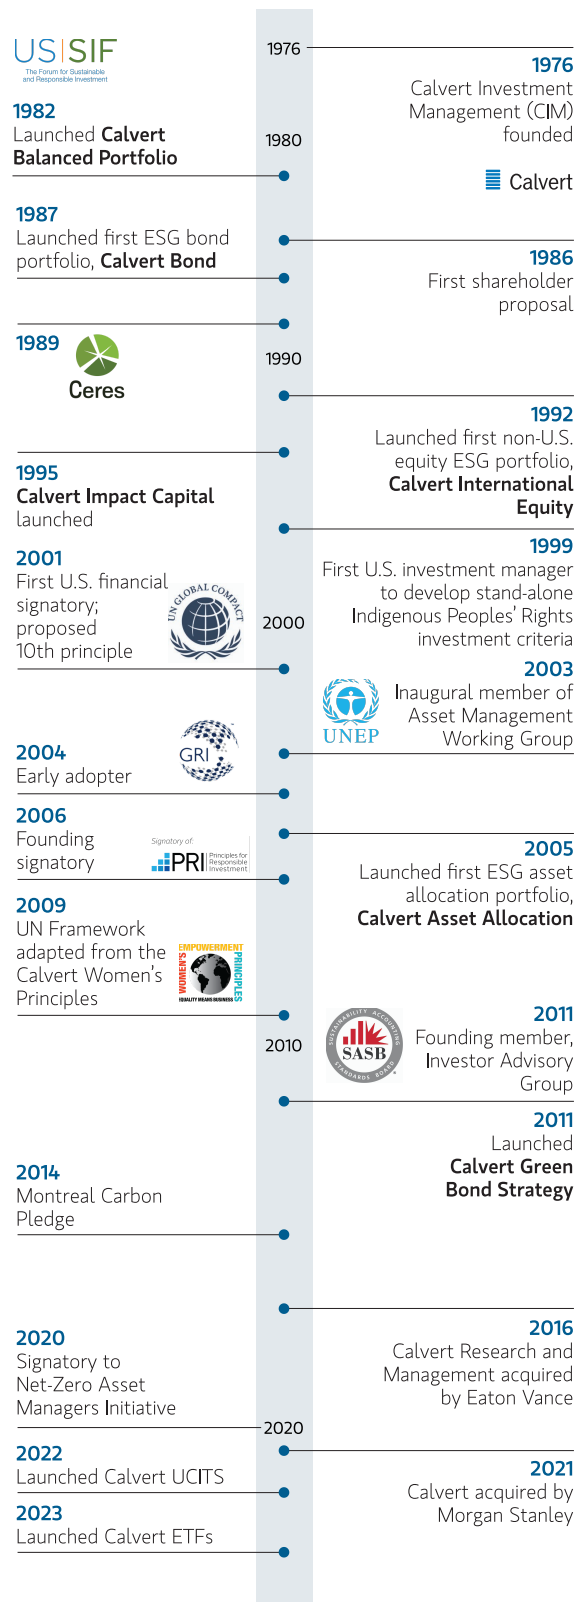 US|SIF
The Forum for Sustainable
and Responsible Investment
1976
1976
Calvert Investment
Management (CIM)
founded
Calvert
1982
Launched Calvert
Balanced Portfolio
1980
1987
Launched first ESG bond
portfolio, Calvert Bond
1986
First shareholder
proposal
1989
Ceres
1990
1992
Launched first non-U.S.
equity ESG portfolio,
Calvert International
Equity
1995
Calvert Impact Capital
launched
1999
First U.S. investment manager
to develop stand-alone
Indigenous Peoples' Rights
investment criteria
2001
First U.S. financial
signatory;
proposed
10th principle
UN GLOBAL COMPACT
2000
2003
Inaugural member of
Asset Management
Working Group
UNEP
2004
Early adopter
GRI
2006
Founding
signatory
Signatory of:
PRI
Principles for
Responsible
Investment
2005
Launched first ESG asset
allocation portfolio,
Calvert Asset Allocation
2009
UN Framework
adapted from the
Calvert Women's
Principles
WOMEN'S
EMPOWERMENT
PRINCIPLES
EQUALITY MEANS BUSINESS
2010
2011
Founding member,
Investor Advisory
Group
SUSTAINABILITY ACCOUNTING
SASB
STANDARDS BOARD
®
2011
Launched
Calvert Green
Bond Strategy
2014
Montreal Carbon
Pledge
2016
Calvert Research and
Management acquired
by Eaton Vance
2020
Signatory to
Net-Zero Asset
Managers Initiative
2020
2021
Calvert acquired by
Morgan Stanley
2022
Launched Calvert UCITS
2023
Launched Calvert ETFs